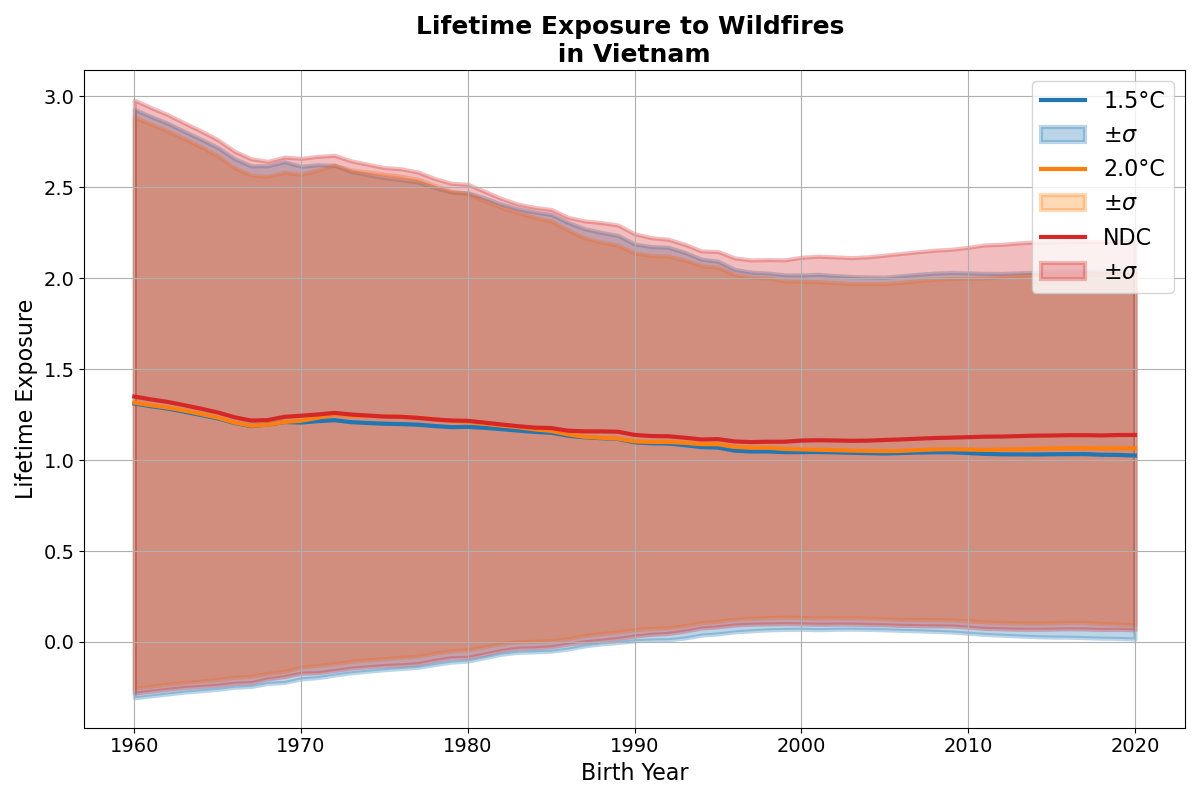 Lifetime Exposure to Wildfires
in Vietnam
3.0
2.5
2.0
1.5
1.0
0.5
0.0
Lifetime Exposure
1.5°C
±σ
2.0°C
±σ
NDC
±σ
1960
1970
1980
1990
2000
2010
2020
Birth Year